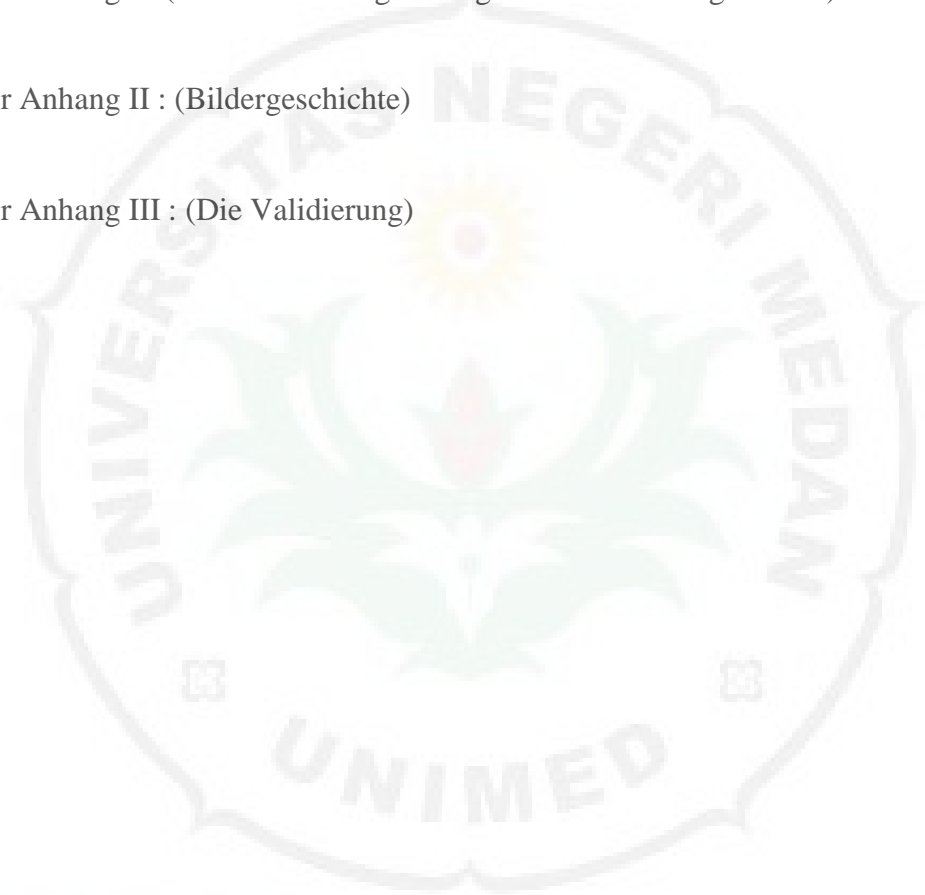 r Anhang II : (Bildergeschichte)
r Anhang III : (Die Validierung)
UNIVERSITAS NEGERI MEDAN
UNIMED